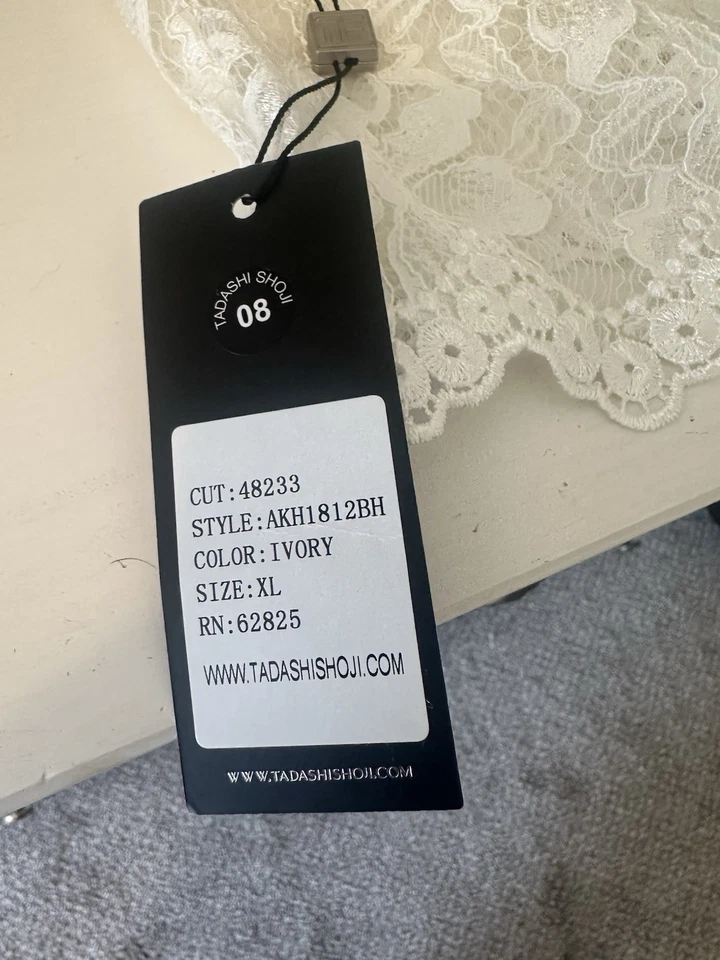 TADASHI SHOJI
08
CUT:48233
STYLE:AKH1812BH
COLOR:IVORY
SIZE:XL
RN:62825
WWW.TADASHISHOJI.COM
WWW.TADASHISHOJI.COM